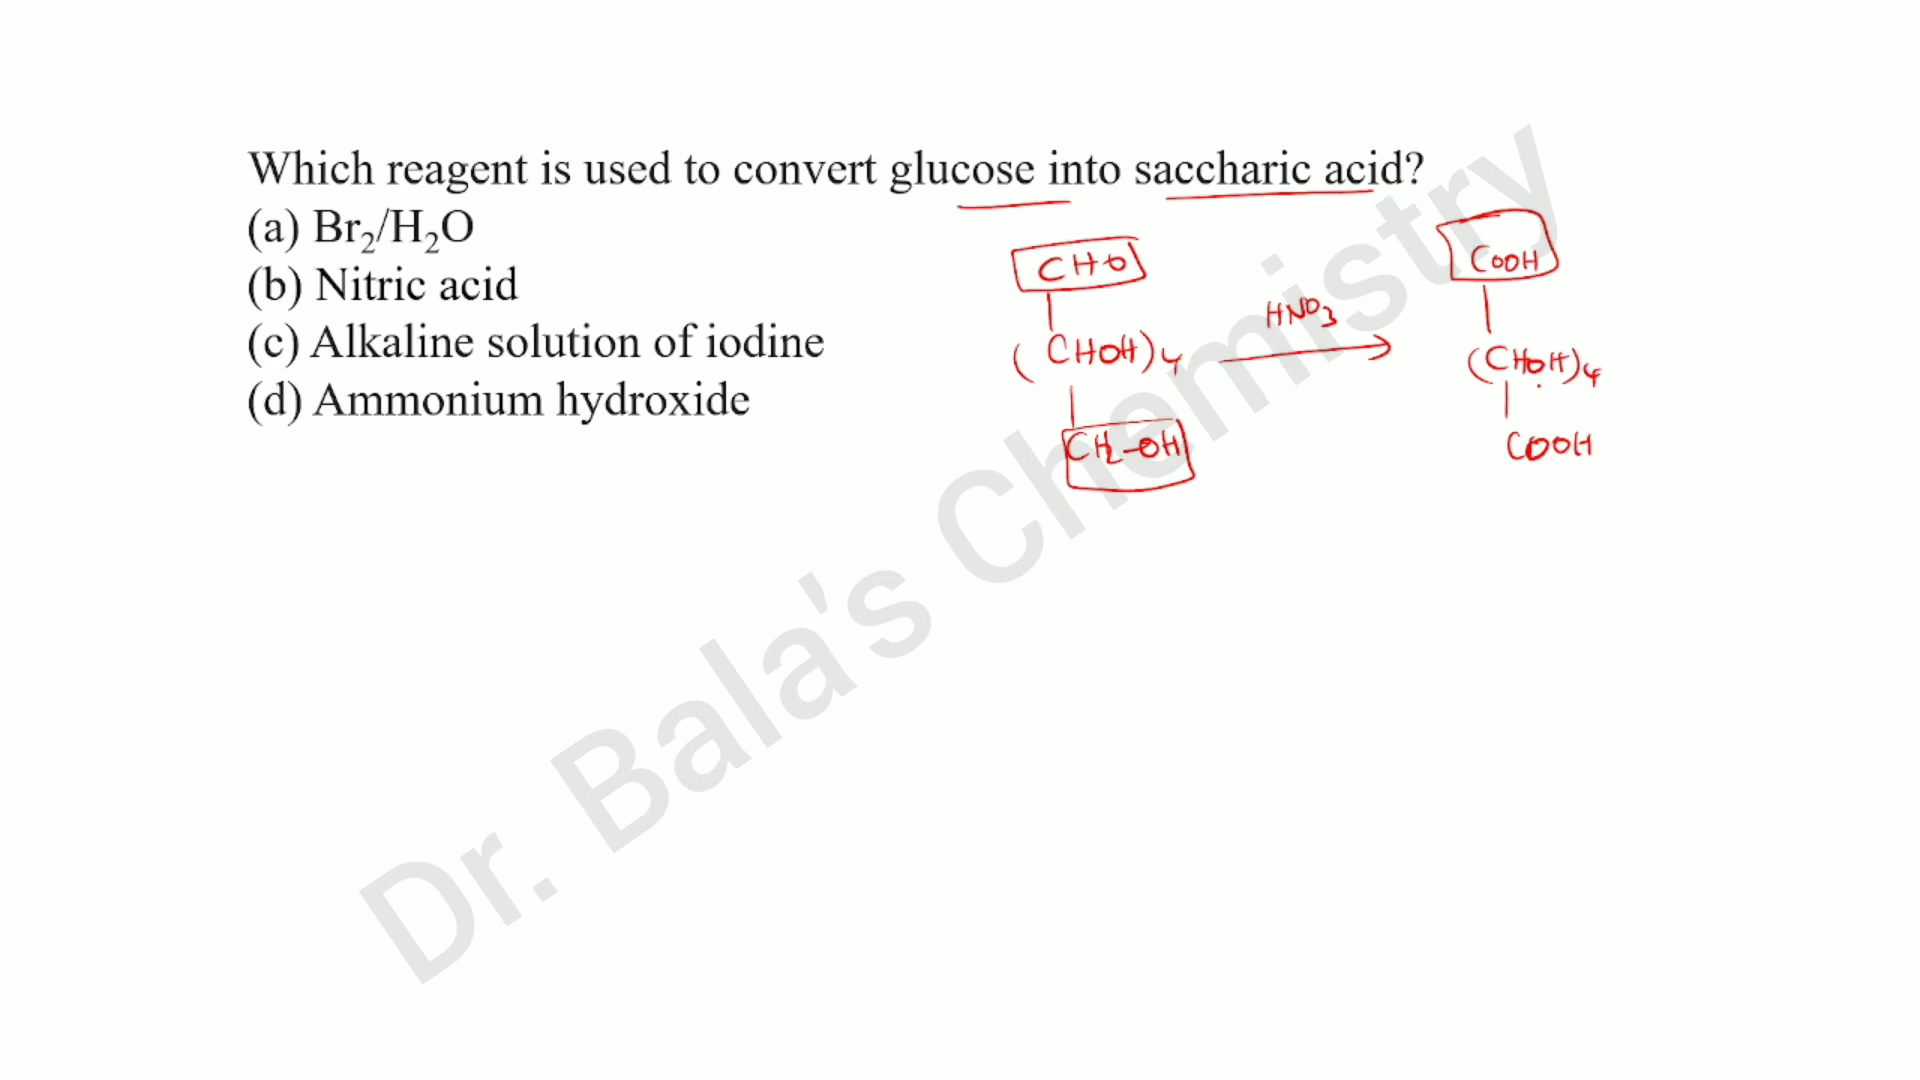 Which reagent is used to convert glucose into saccharic acid?
(a) Br₂/H₂O
(b) Nitric acid
(c) Alkaline solution of iodine
(d) Ammonium hydroxide
CHO
(CHOH)₄
CH₂-OH
HNO₃
COOH
(CHOH)₄
COOH
Dr. Bala's Chemistry